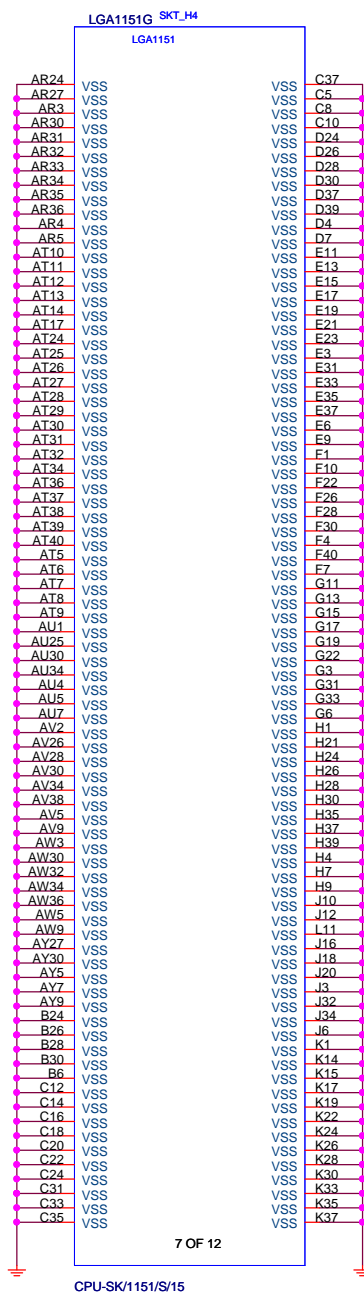 LGA1151G SKT_H4
LGA1151
AR24 VSS VSS C37
AR27 VSS VSS C5
AR3 VSS VSS C8
AR30 VSS VSS C10
AR31 VSS VSS D24
AR32 VSS VSS D26
AR33 VSS VSS D28
AR34 VSS VSS D30
AR35 VSS VSS D37
AR36 VSS VSS D39
AR4 VSS VSS D4
AR5 VSS VSS D7
AT10 VSS VSS E11
AT11 VSS VSS E13
AT12 VSS VSS E15
AT13 VSS VSS E17
AT14 VSS VSS E19
AT17 VSS VSS E21
AT24 VSS VSS E23
AT25 VSS VSS E3
AT26 VSS VSS E31
AT27 VSS VSS E33
AT28 VSS VSS E35
AT29 VSS VSS E37
AT30 VSS VSS E6
AT31 VSS VSS E9
AT32 VSS VSS F1
AT34 VSS VSS F10
AT36 VSS VSS F22
AT37 VSS VSS F26
AT38 VSS VSS F28
AT39 VSS VSS F30
AT40 VSS VSS F4
AT5 VSS VSS F40
AT6 VSS VSS F7
AT7 VSS VSS G11
AT8 VSS VSS G13
AT9 VSS VSS G15
AU1 VSS VSS G17
AU25 VSS VSS G19
AU30 VSS VSS G22
AU34 VSS VSS G3
AU4 VSS VSS G31
AU5 VSS VSS G33
AU7 VSS VSS G6
AV2 VSS VSS H1
AV26 VSS VSS H21
AV28 VSS VSS H24
AV30 VSS VSS H26
AV34 VSS VSS H28
AV38 VSS VSS H30
AV5 VSS VSS H35
AV9 VSS VSS H37
AW3 VSS VSS H39
AW30 VSS VSS H4
AW32 VSS VSS H7
AW34 VSS VSS H9
AW36 VSS VSS J10
AW5 VSS VSS J12
AW9 VSS VSS L11
AY27 VSS VSS J16
AY30 VSS VSS J18
AY5 VSS VSS J20
AY7 VSS VSS J3
AY9 VSS VSS J32
B24 VSS VSS J34
B26 VSS VSS J6
B28 VSS VSS K1
B30 VSS VSS K14
B6 VSS VSS K15
C12 VSS VSS K17
C14 VSS VSS K19
C16 VSS VSS K22
C18 VSS VSS K24
C20 VSS VSS K26
C22 VSS VSS K28
C24 VSS VSS K30
C31 VSS VSS K33
C33 VSS VSS K35
C35 VSS VSS K37
7 OF 12
CPU-SK/1151/S/15